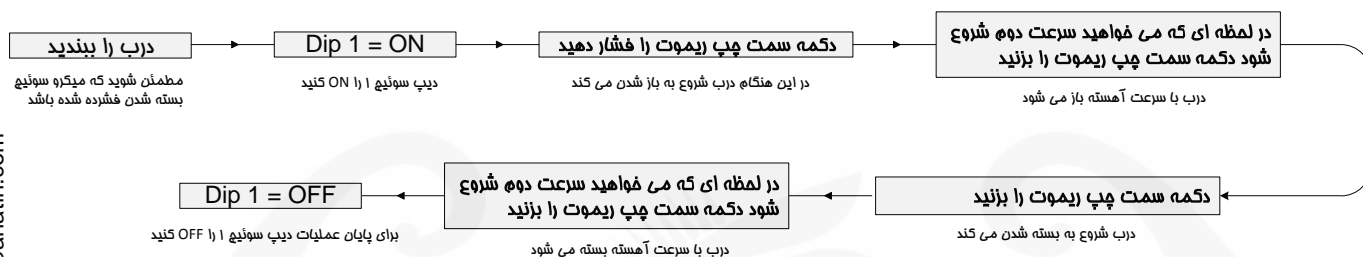 درب را ببندید
مطمئن شوید که میکرو سوئیچ
بسته شدن فشرده شده باشد
Dip 1 = ON
دیپ سوئیچ ۱ را ON کنید
دکمه سمت چپ ریموت را فشار دهید
در این هنگام درب شروع به باز شدن می کند
در لحظه ای که می خواهید سرعت دوم شروع
شود دکمه سمت چپ ریموت را بزنید
درب با سرعت آهسته باز می شود
دکمه سمت چپ ریموت را بزنید
درب شروع به بسته شدن می کند
در لحظه ای که می خواهید سرعت دوم شروع
شود دکمه سمت چپ ریموت را بزنید
درب با سرعت آهسته بسته می شود
Dip 1 = OFF
برای پایان عملیات دیپ سوئیچ ۱ را OFF کنید